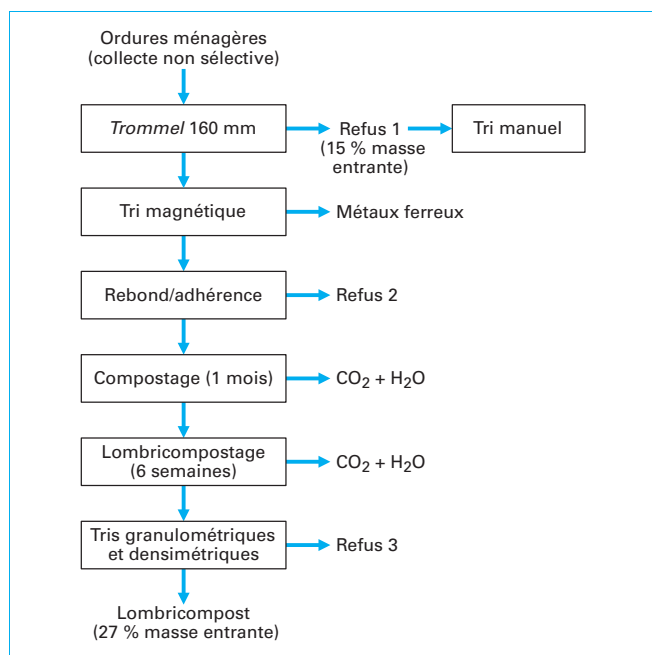 Ordures ménagères
(collecte non sélective)
Trommel 160 mm
Refus 1
(15 % masse
entrante)
Tri manuel
Tri magnétique
Métaux ferreux
Rebond/adhérence
Refus 2
Compostage (1 mois)
CO₂ + H₂O
Lombricompostage
(6 semaines)
CO₂ + H₂O
Tris granulométriques
et densimétriques
Refus 3
Lombricompost
(27 % masse entrante)